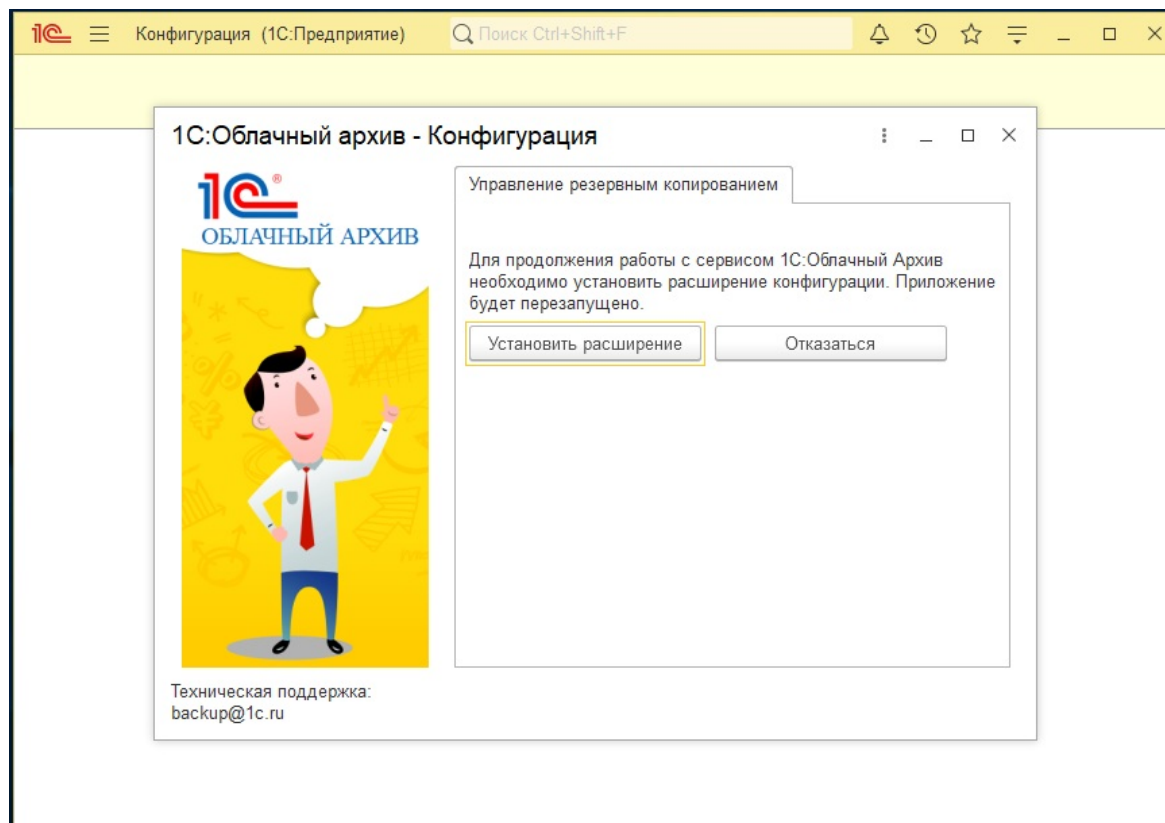 1С Конфигурация (1С:Предприятие) Поиск Ctrl+Shift+F
1С:Облачный архив - Конфигурация
1С®
ОБЛАЧНЫЙ АРХИВ
Управление резервным копированием
Для продолжения работы с сервисом 1С:Облачный Архив
необходимо установить расширение конфигурации. Приложение
будет перезапущено.
Установить расширение Отказаться
Техническая поддержка:
backup@1c.ru